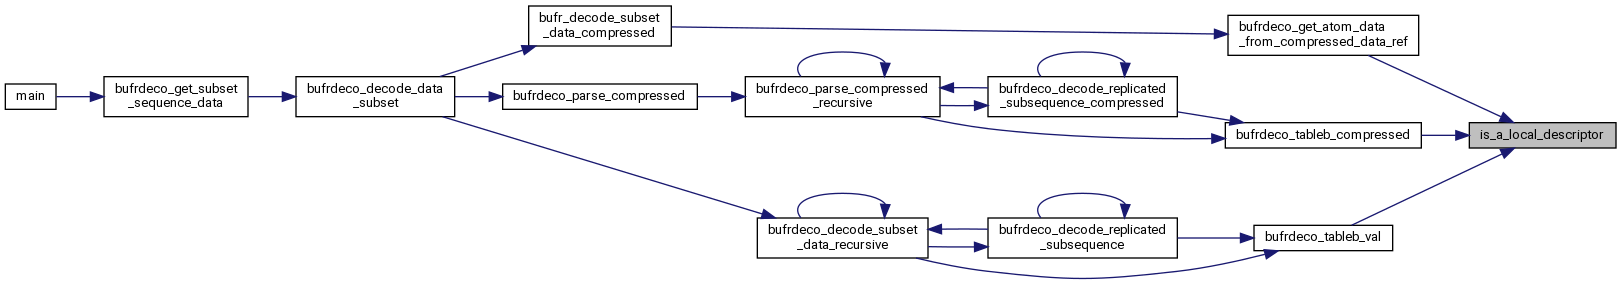 main
bufrdeco_get_subset
_sequence_data
bufrdeco_decode_data
_subset
bufr_decode_subset
_data_compressed
bufrdeco_parse_compressed
bufrdeco_parse_compressed
_recursive
bufrdeco_decode_replicated
_subsequence_compressed
bufrdeco_get_atom_data
_from_compressed_data_ref
bufrdeco_tableb_compressed
is_a_local_descriptor
bufrdeco_decode_subset
_data_recursive
bufrdeco_decode_replicated
_subsequence
bufrdeco_tableb_val